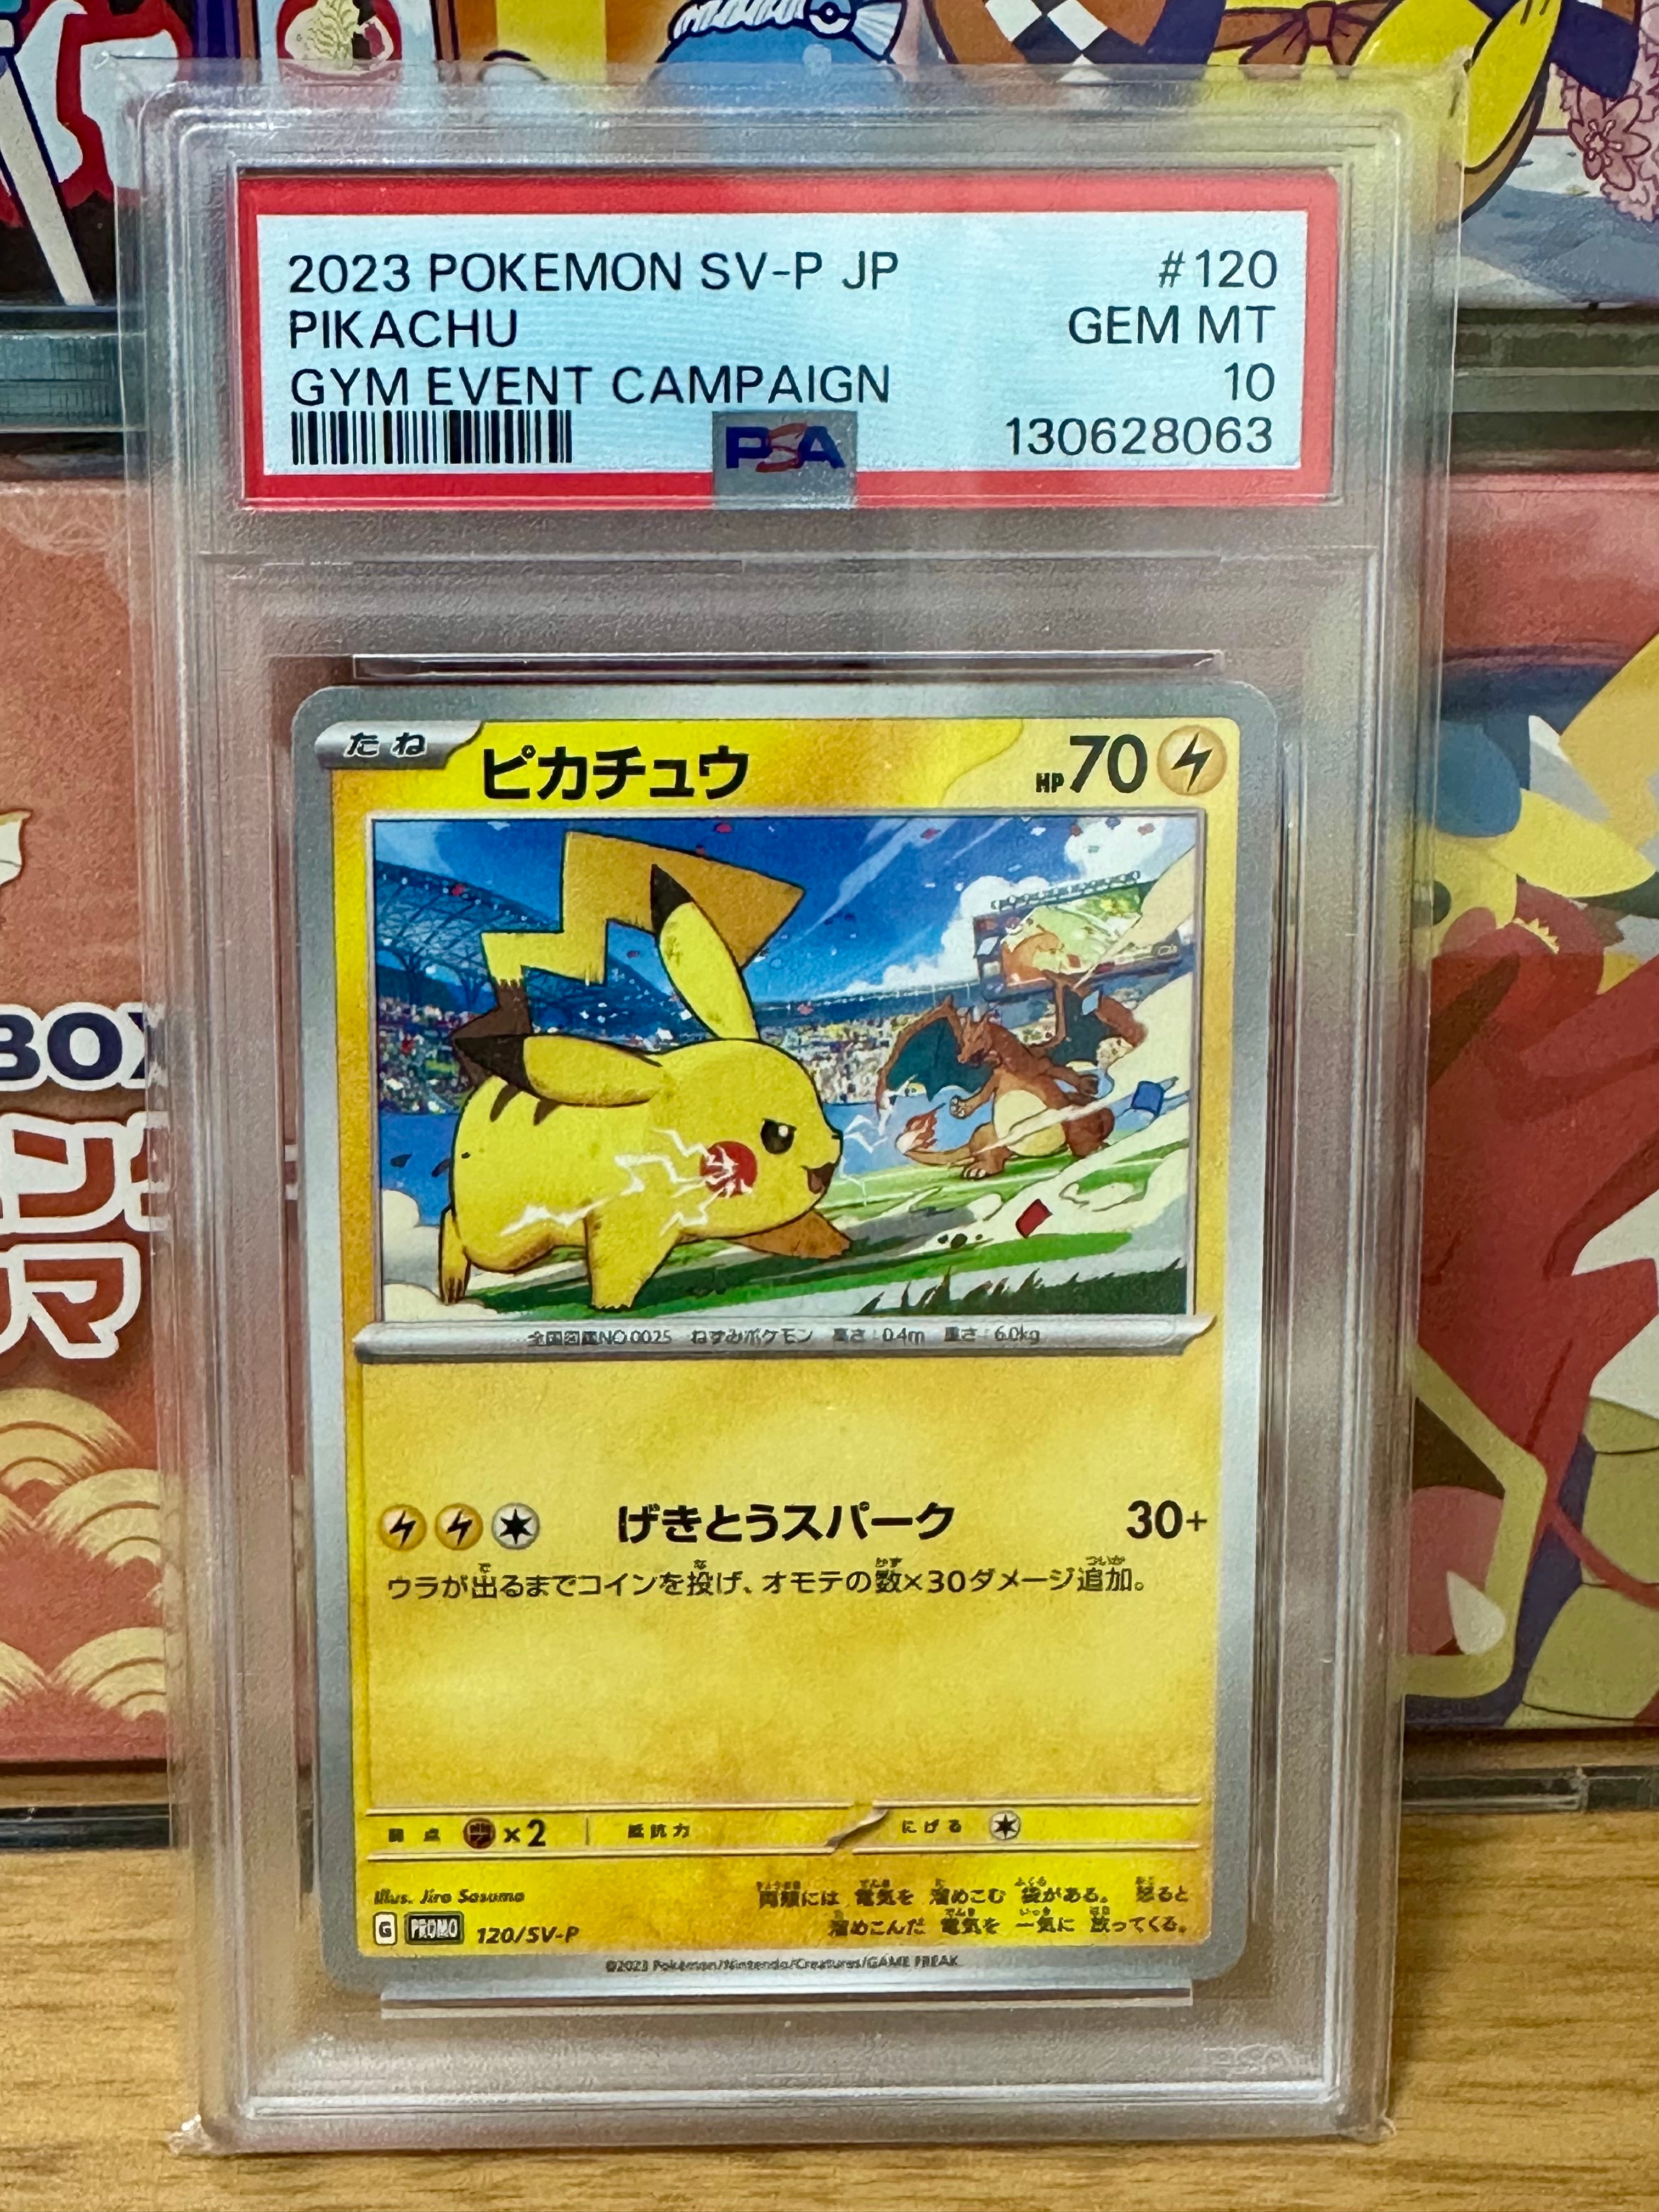 2023 POKEMON SV-P JP #120
PIKACHU GEM MT
GYM EVENT CAMPAIGN 10
PSA 130628063
たね ピカチュウ HP70
全国図鑑NO.0025 ねずみポケモン 高さ:0.4m 重さ:6.0kg
げきとうスパーク 30+
ウラが出るまでコインを投げ、オモテの数×30ダメージ追加。
弱点 ×2 抵抗力 にげる
Illus. Jiro Sasumo
両頬には 電気を 溜めこむ 袋がある。 怒ると
溜めこんだ 電気を 一気に 放ってくる。
G PROMO 120/SV-P
©2023 Pokémon/Nintendo/Creatures/GAME FREAK.
BOX
マ